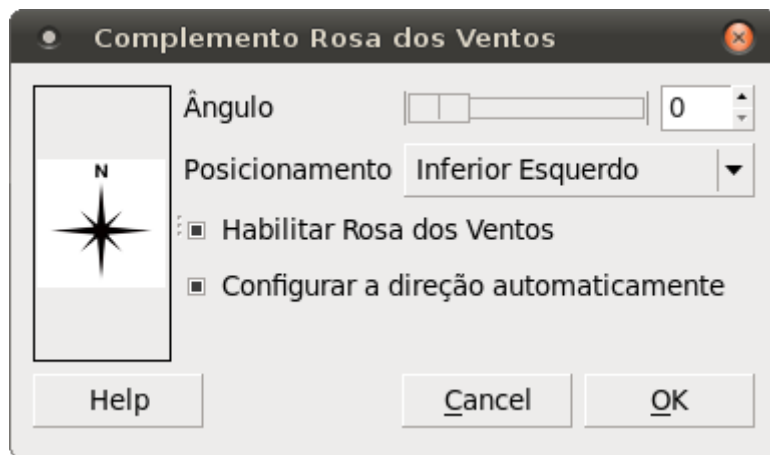 Complemento Rosa dos Ventos
Ângulo
0
N
Posicionamento
Inferior Esquerdo
Habilitar Rosa dos Ventos
Configurar a direção automaticamente
Help
Cancel
OK